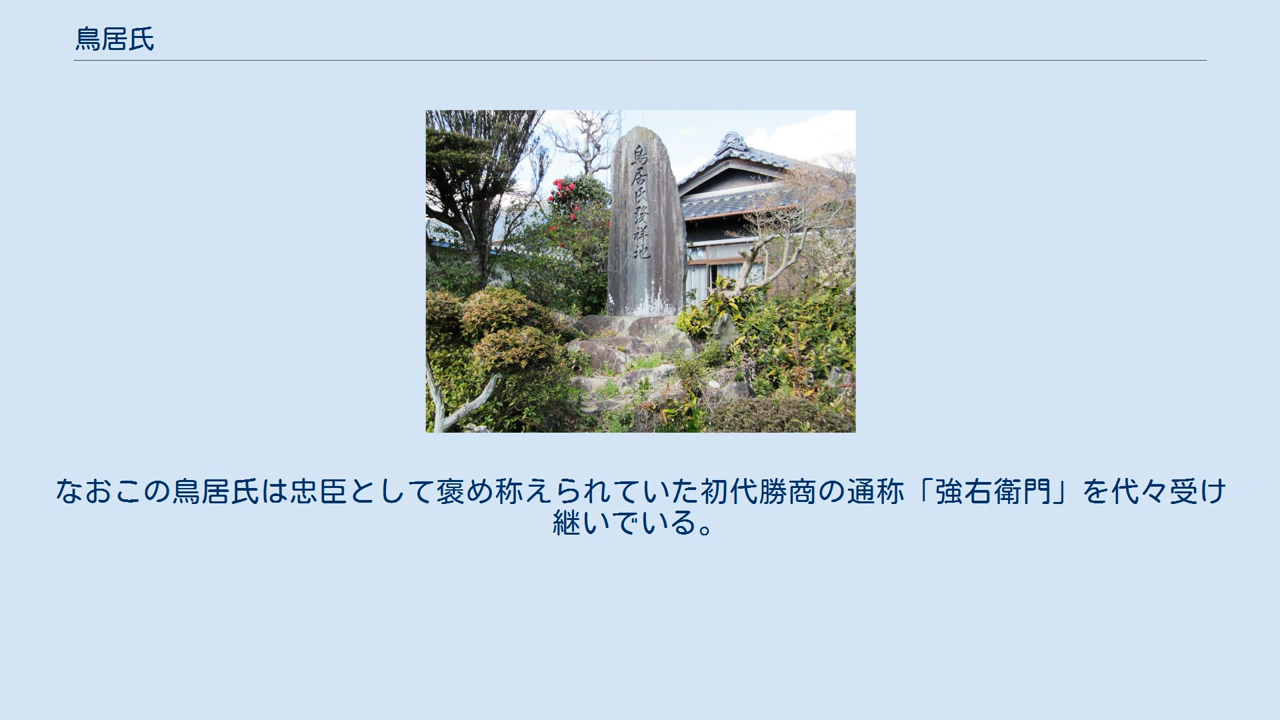 鳥居氏
鳥居氏發祥地
なおこの鳥居氏は忠臣として褒め称えられていた初代勝商の通称「強右衛門」を代々受け
継いでいる。